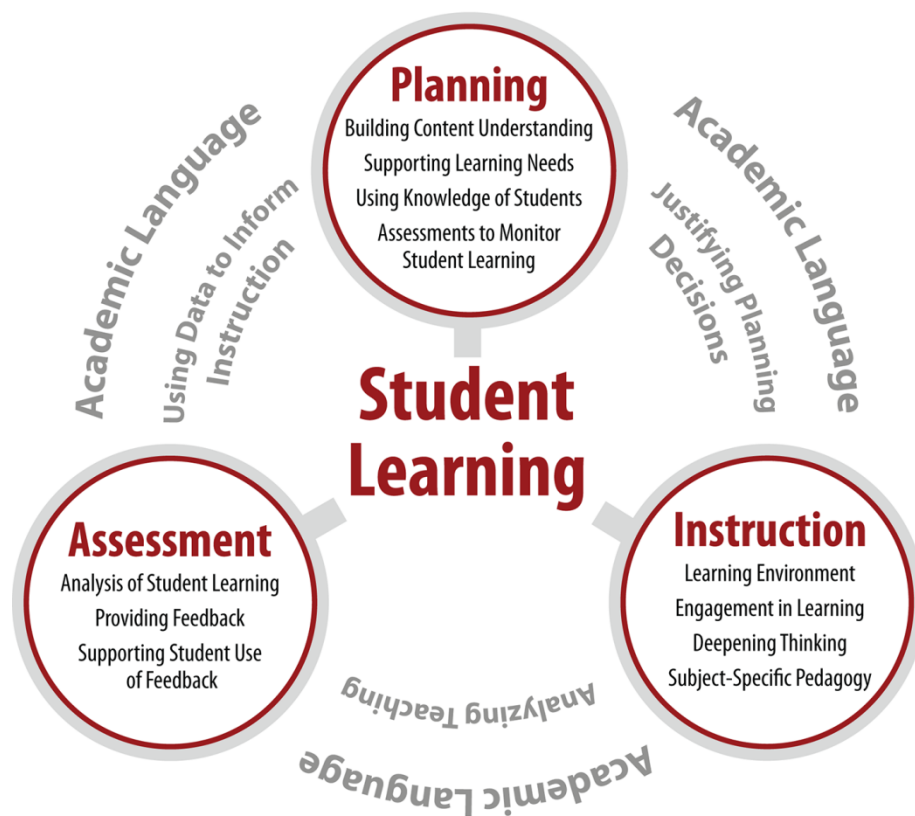 Planning
Building Content Understanding
Supporting Learning Needs
Using Knowledge of Students
Assessments to Monitor
Student Learning
Academic Language
Using Data to Inform
Instruction
Academic Language
Justifying Planning
Decisions
Student
Learning
Assessment
Analysis of Student Learning
Providing Feedback
Supporting Student Use
of Feedback
Instruction
Learning Environment
Engagement in Learning
Deepening Thinking
Subject-Specific Pedagogy
Analyzing Teaching
Academic Language